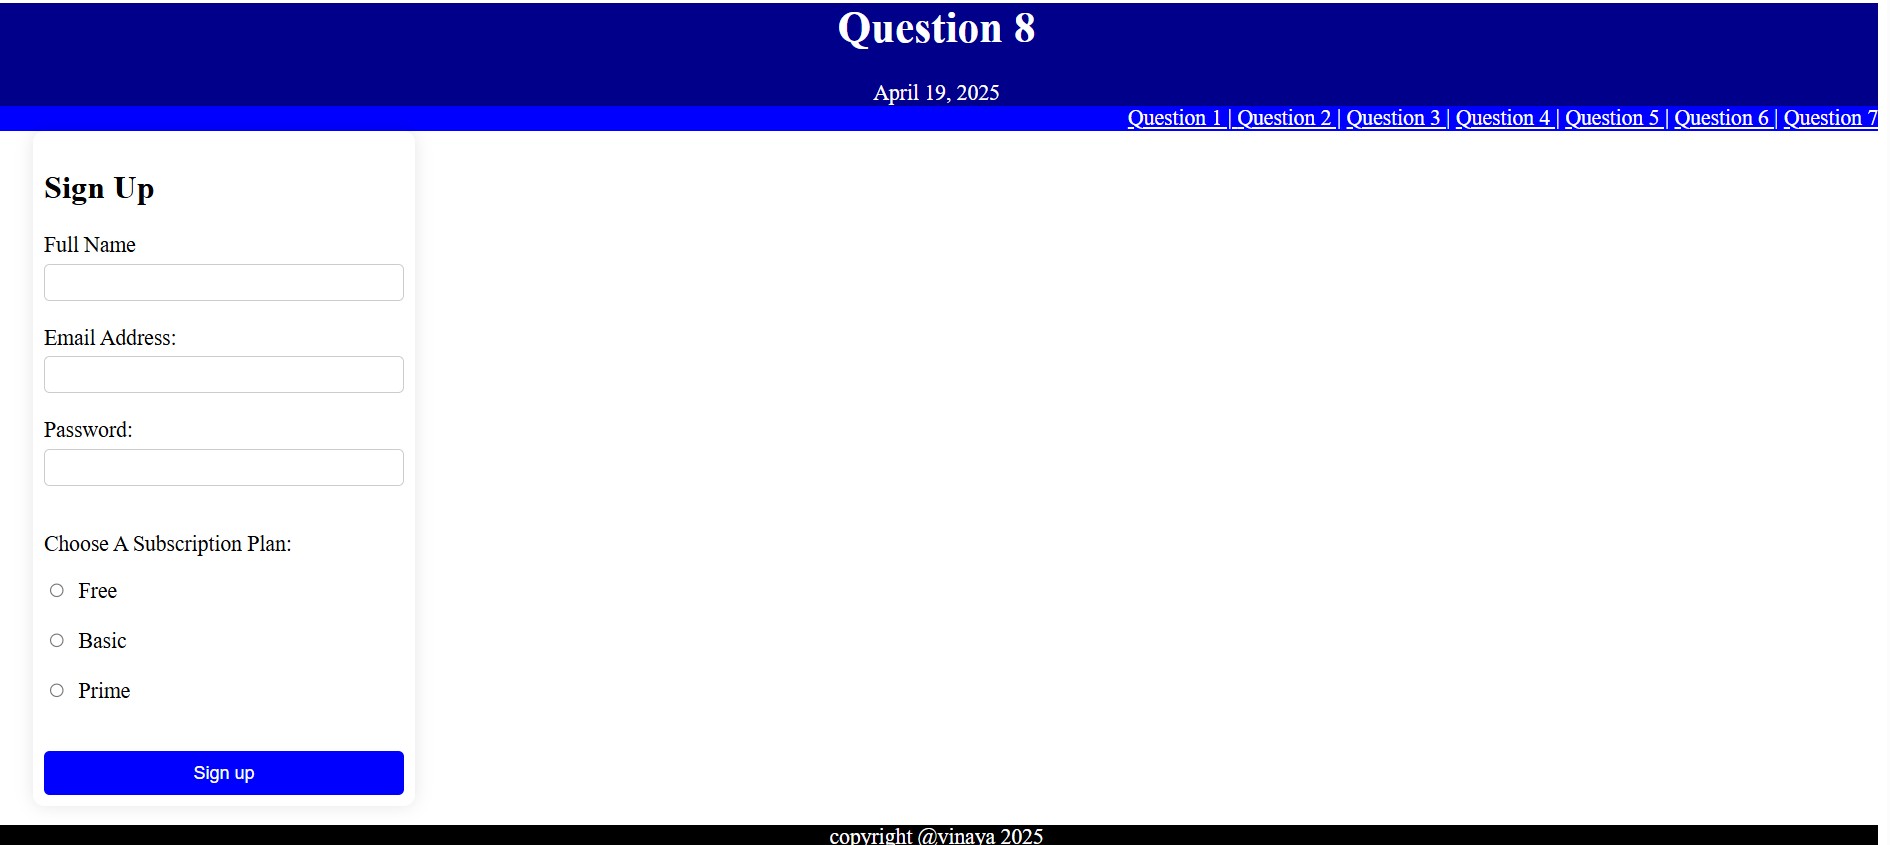 Question 8
April 19, 2025
Question 1 | Question 2 | Question 3 | Question 4 | Question 5 | Question 6 | Question 7
Sign Up
Full Name
Email Address:
Password:
Choose A Subscription Plan:
Free
Basic
Prime
Sign up
copyright @vinaya 2025